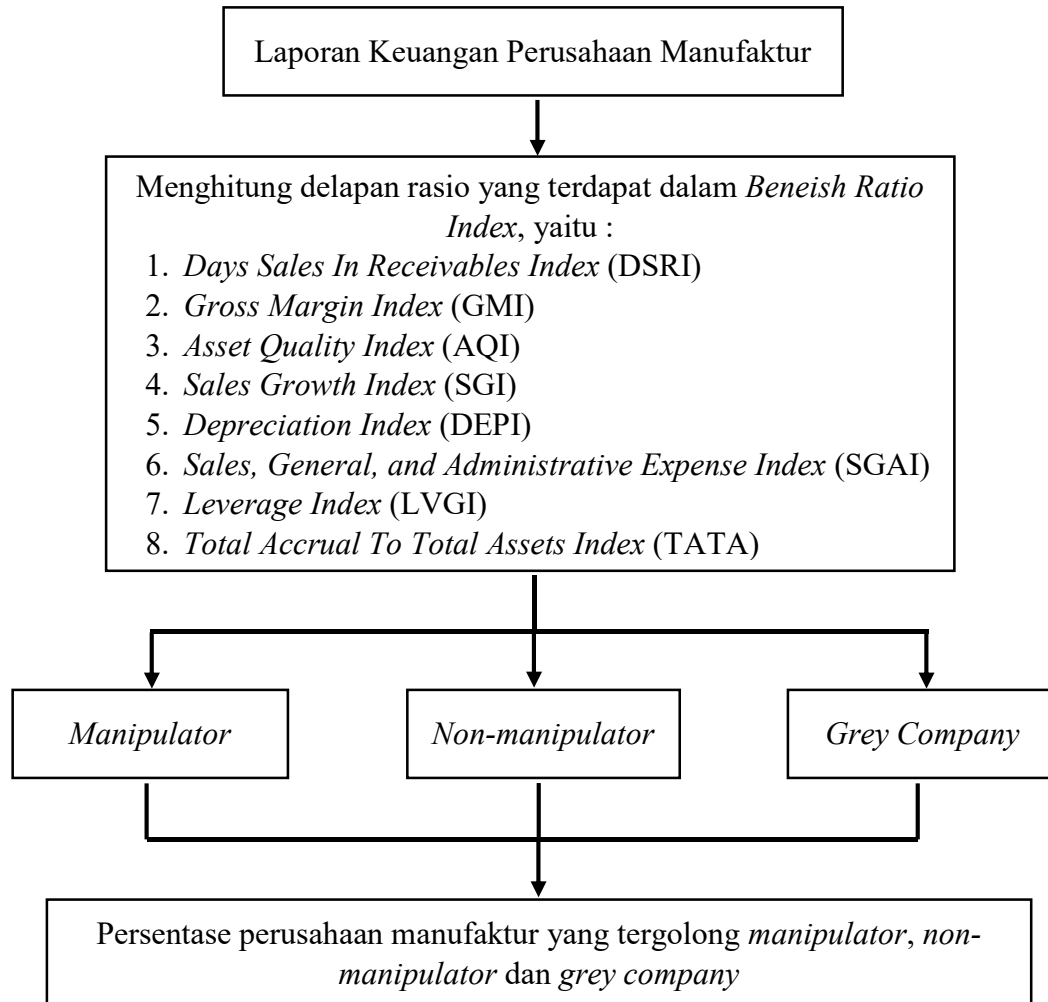 Laporan Keuangan Perusahaan Manufaktur
Menghitung delapan rasio yang terdapat dalam Beneish Ratio
Index, yaitu :
1. Days Sales In Receivables Index (DSRI)
2. Gross Margin Index (GMI)
3. Asset Quality Index (AQI)
4. Sales Growth Index (SGI)
5. Depreciation Index (DEPI)
6. Sales, General, and Administrative Expense Index (SGAI)
7. Leverage Index (LVGI)
8. Total Accrual To Total Assets Index (TATA)
Manipulator
Non-manipulator
Grey Company
Persentase perusahaan manufaktur yang tergolong manipulator, non-
manipulator dan grey company